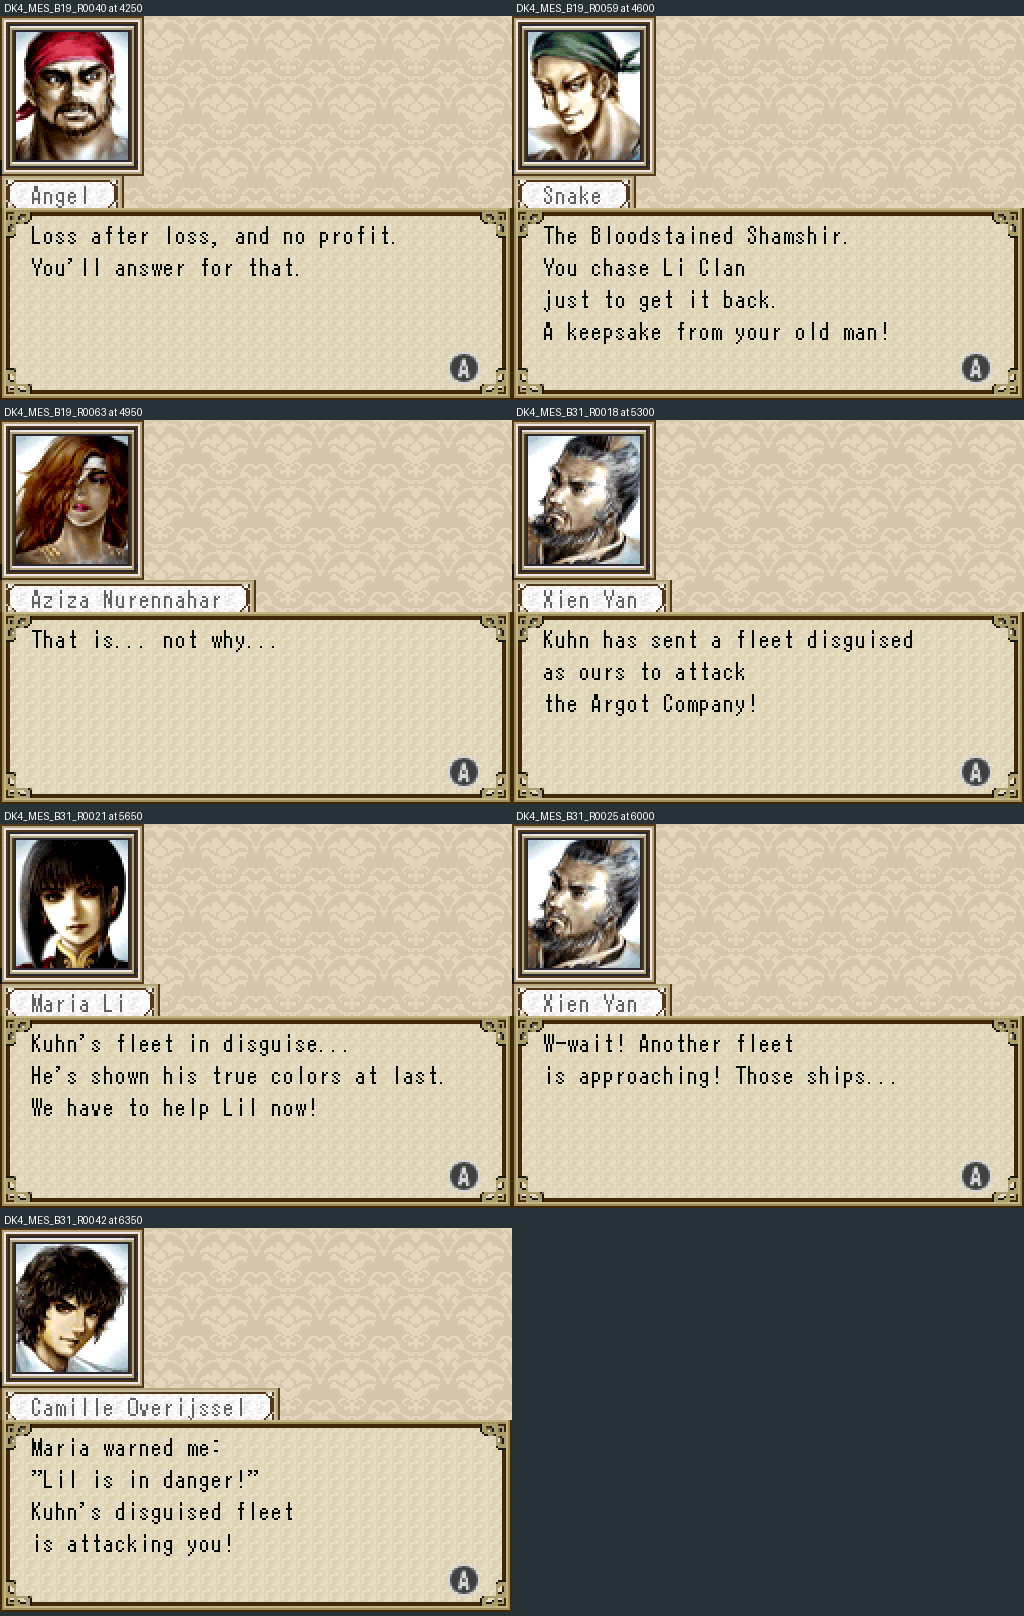 DK4_MES_B19_R0040 at 4250
Angel
Loss after loss, and no profit.
You'll answer for that.
A
DK4_MES_B19_R0059 at 4600
Snake
The Bloodstained Shamshir.
You chase Li Clan
just to get it back.
A keepsake from your old man!
A
DK4_MES_B19_R0063 at 4950
Aziza Nurennahar
That is... not why...
A
DK4_MES_B31_R0018 at 5300
Xien Yan
Kuhn has sent a fleet disguised
as ours to attack
the Argot Company!
A
DK4_MES_B31_R0021 at 5650
Maria Li
Kuhn's fleet in disguise...
He's shown his true colors at last.
We have to help Lil now!
A
DK4_MES_B31_R0025 at 6000
Xien Yan
W-wait! Another fleet
is approaching! Those ships...
A
DK4_MES_B31_R0042 at 6350
Camille Overijssel
Maria warned me:
"Lil is in danger!"
Kuhn's disguised fleet
is attacking you!
A